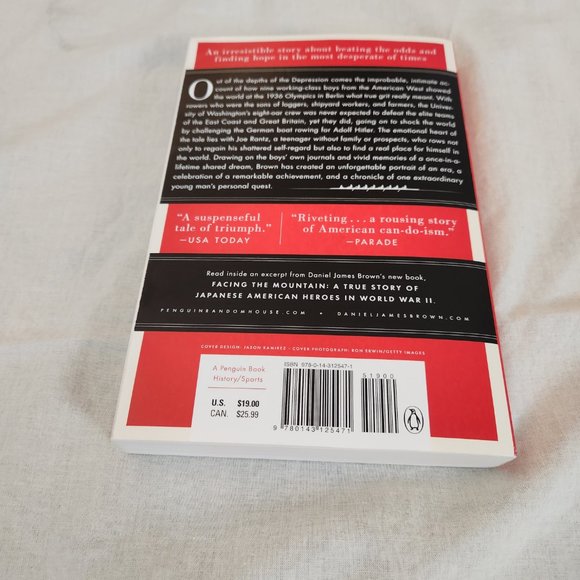 An irresistible story about beating the odds and
finding hope in the most desperate of times
Out of the depths of the Depression comes the improbable, intimate ac-
count of how nine working-class boys from the American West showed
the world at the 1936 Olympics in Berlin what true grit really meant. With
rowers who were the sons of loggers, shipyard workers, and farmers, the Univer-
sity of Washington's eight-oar crew was never expected to defeat the elite teams
of the East Coast and Great Britain, yet they did, going on to shock the world
by challenging the German boat rowing for Adolf Hitler. The emotional heart of
the tale lies with Joe Rantz, a teenager without family or prospects, who rows not
only to regain his shattered self-regard but also to find a real place for himself in
the world. Drawing on the boys' own journals and vivid memories of a once-in-a-
lifetime shared dream, Brown has created an unforgettable portrait of an era, a
celebration of a remarkable achievement, and a chronicle of one extraordinary
young man's personal quest.
"A suspenseful
tale of triumph."
—USA TODAY
"Riveting . . . a rousing story
of American can-do-ism."
—PARADE
Read inside an excerpt from Daniel James Brown's new book,
FACING THE MOUNTAIN: A TRUE STORY OF
JAPANESE AMERICAN HEROES IN WORLD WAR II.
PENGUINRANDOMHOUSE.COM • DANIELJAMESBROWN.COM
COVER DESIGN: JAXON RAMIREZ • COVER PHOTOGRAPH: RON ERWIN/GETTY IMAGES
A Penguin Book
History/Sports
U.S. $19.00
CAN. $25.99
ISBN 978-0-14-312547-1
51900
9 780143 125471